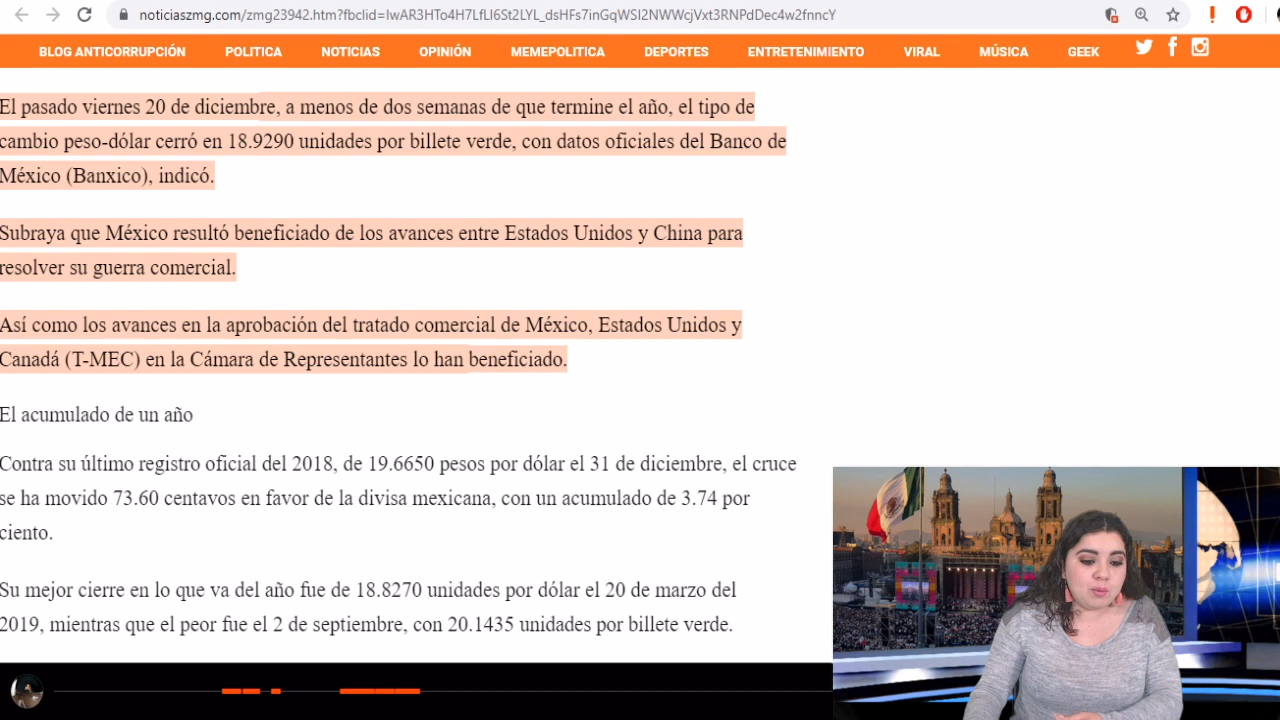 noticiaszmg.com/zmg23942.htm?fbclid=IwAR3HTo4H7LfLI6St2LYL_dsHFs7inGqWSI2NWWcjVxt3RNPdDec4w2fnncY
BLOG ANTICORRUPCIÓN POLITICA NOTICIAS OPINIÓN MEMEPOLITICA DEPORTES ENTRETENIMIENTO VIRAL MÚSICA GEEK
El pasado viernes 20 de diciembre, a menos de dos semanas de que termine el año, el tipo de
cambio peso-dólar cerró en 18.9290 unidades por billete verde, con datos oficiales del Banco de
México (Banxico), indicó.
Subraya que México resultó beneficiado de los avances entre Estados Unidos y China para
resolver su guerra comercial.
Así como los avances en la aprobación del tratado comercial de México, Estados Unidos y
Canadá (T-MEC) en la Cámara de Representantes lo han beneficiado.
El acumulado de un año
Contra su último registro oficial del 2018, de 19.6650 pesos por dólar el 31 de diciembre, el cruce
se ha movido 73.60 centavos en favor de la divisa mexicana, con un acumulado de 3.74 por
ciento.
Su mejor cierre en lo que va del año fue de 18.8270 unidades por dólar el 20 de marzo del
2019, mientras que el peor fue el 2 de septiembre, con 20.1435 unidades por billete verde.